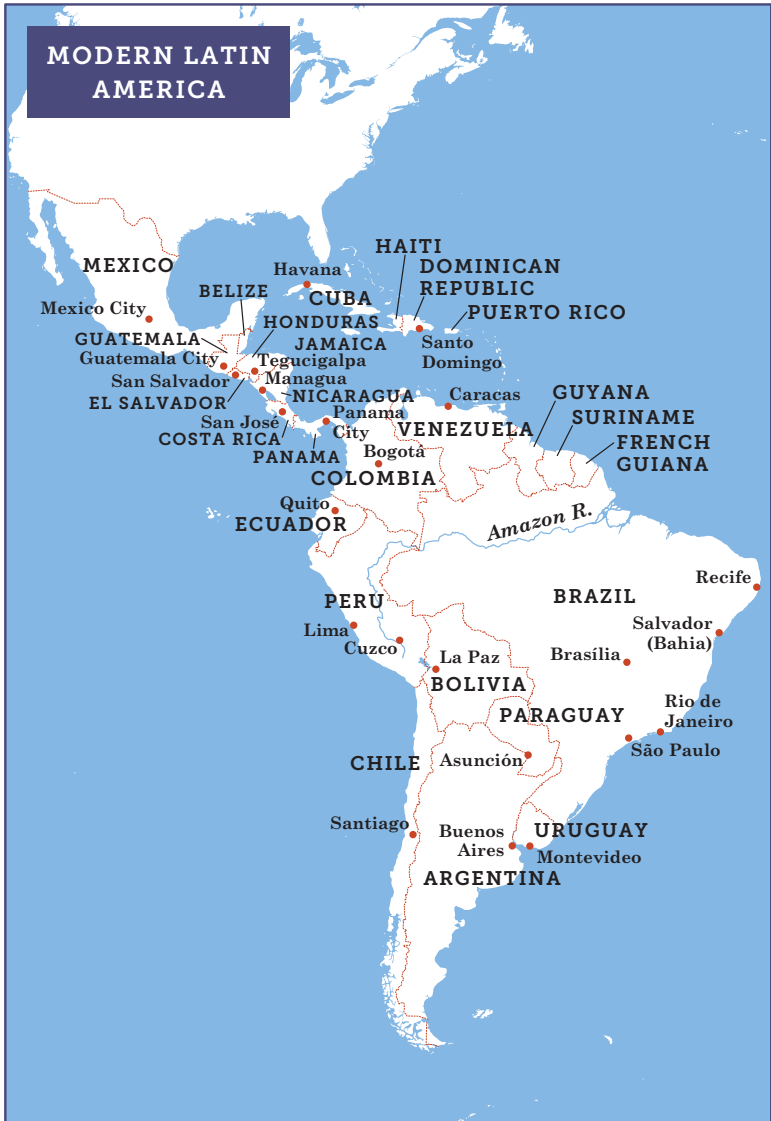 MODERN LATIN
AMERICA
MEXICO
Mexico City
HAITI
DOMINICAN
REPUBLIC
PUERTO RICO
Havana
CUBA
BELIZE
HONDURAS
JAMAICA
Santo
Domingo
GUATEMALA
Guatemala City
Tegucigalpa
San Salvador
Managua
EL SALVADOR
NICARAGUA
San José
COSTA RICA
PANAMA
Panama
City
Caracas
VENEZUELA
GUYANA
SURINAME
FRENCH
GUIANA
Bogotá
COLOMBIA
Quito
ECUADOR
Amazon R.
PERU
Lima
Cuzco
BRAZIL
Recife
Salvador
(Bahia)
Brasília
La Paz
BOLIVIA
PARAGUAY
Rio de
Janeiro
São Paulo
CHILE
Asunción
Santiago
Buenos
Aires
URUGUAY
Montevideo
ARGENTINA